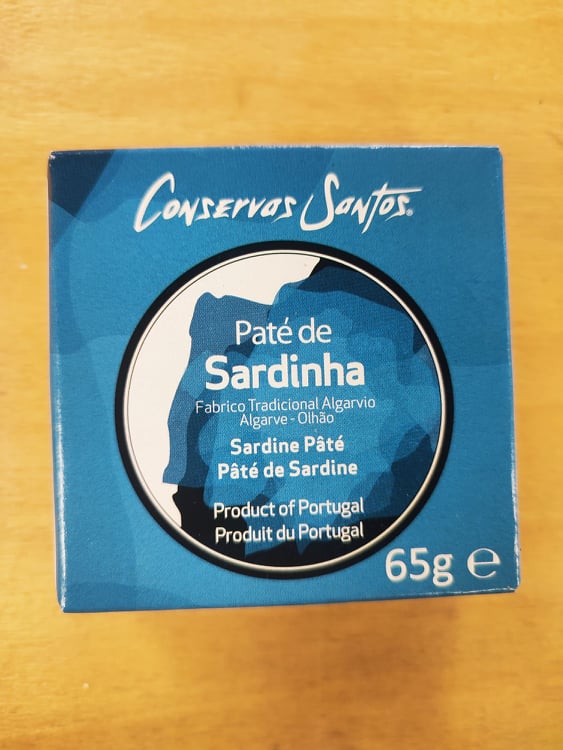 Conservas Santos®
Paté de
Sardinha
Fabrico Tradicional Algarvio
Algarve - Olhão
Sardine Pâté
Pâté de Sardine
Product of Portugal
Produit du Portugal
65g ℮